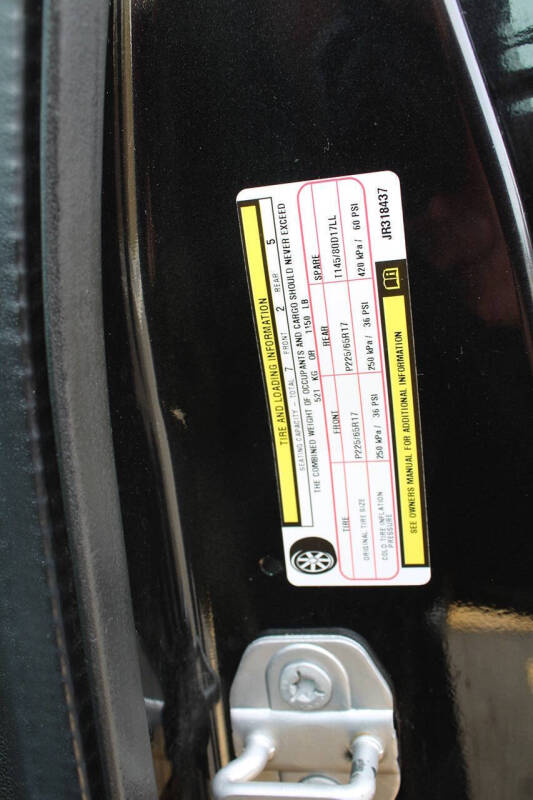 TIRE AND LOADING INFORMATION
SEATING CAPACITY - TOTAL 7 FRONT 2 REAR 5
THE COMBINED WEIGHT OF OCCUPANTS AND CARGO SHOULD NEVER EXCEED
521 KG OR 1150 LB
TIRE FRONT REAR SPARE
ORIGINAL TIRE SIZE P225/65R17 P225/65R17 T145/80D17LL
COLD TIRE INFLATION PRESSURE 250 kPa / 36 PSI 250 kPa / 36 PSI 420 kPa / 60 PSI
SEE OWNERS MANUAL FOR ADDITIONAL INFORMATION
JR318437